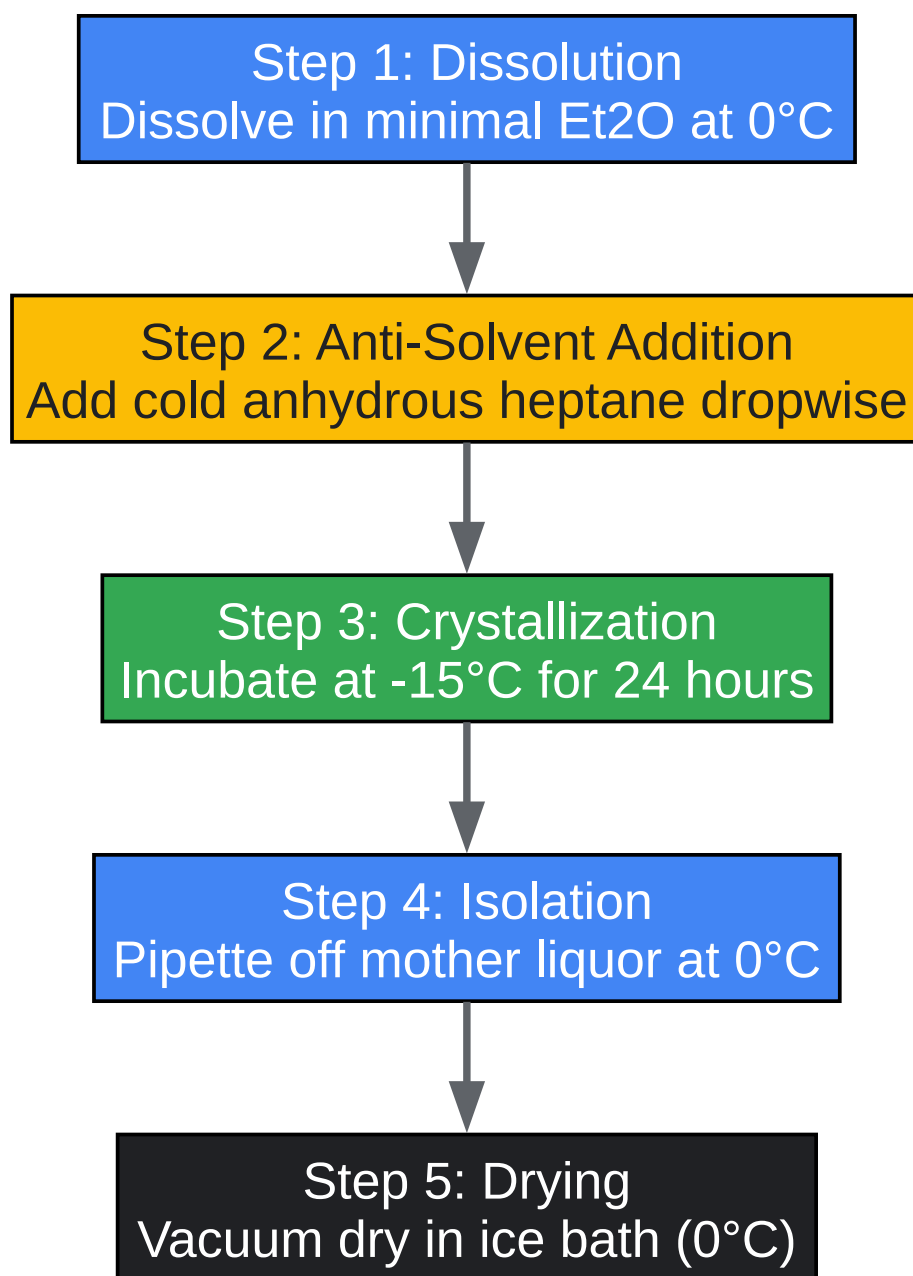 Step 1: Dissolution
Dissolve in minimal Et2O at 0°C
Step 2: Anti-Solvent Addition
Add cold anhydrous heptane dropwise
Step 3: Crystallization
Incubate at -15°C for 24 hours
Step 4: Isolation
Pipette off mother liquor at 0°C
Step 5: Drying
Vacuum dry in ice bath (0°C)